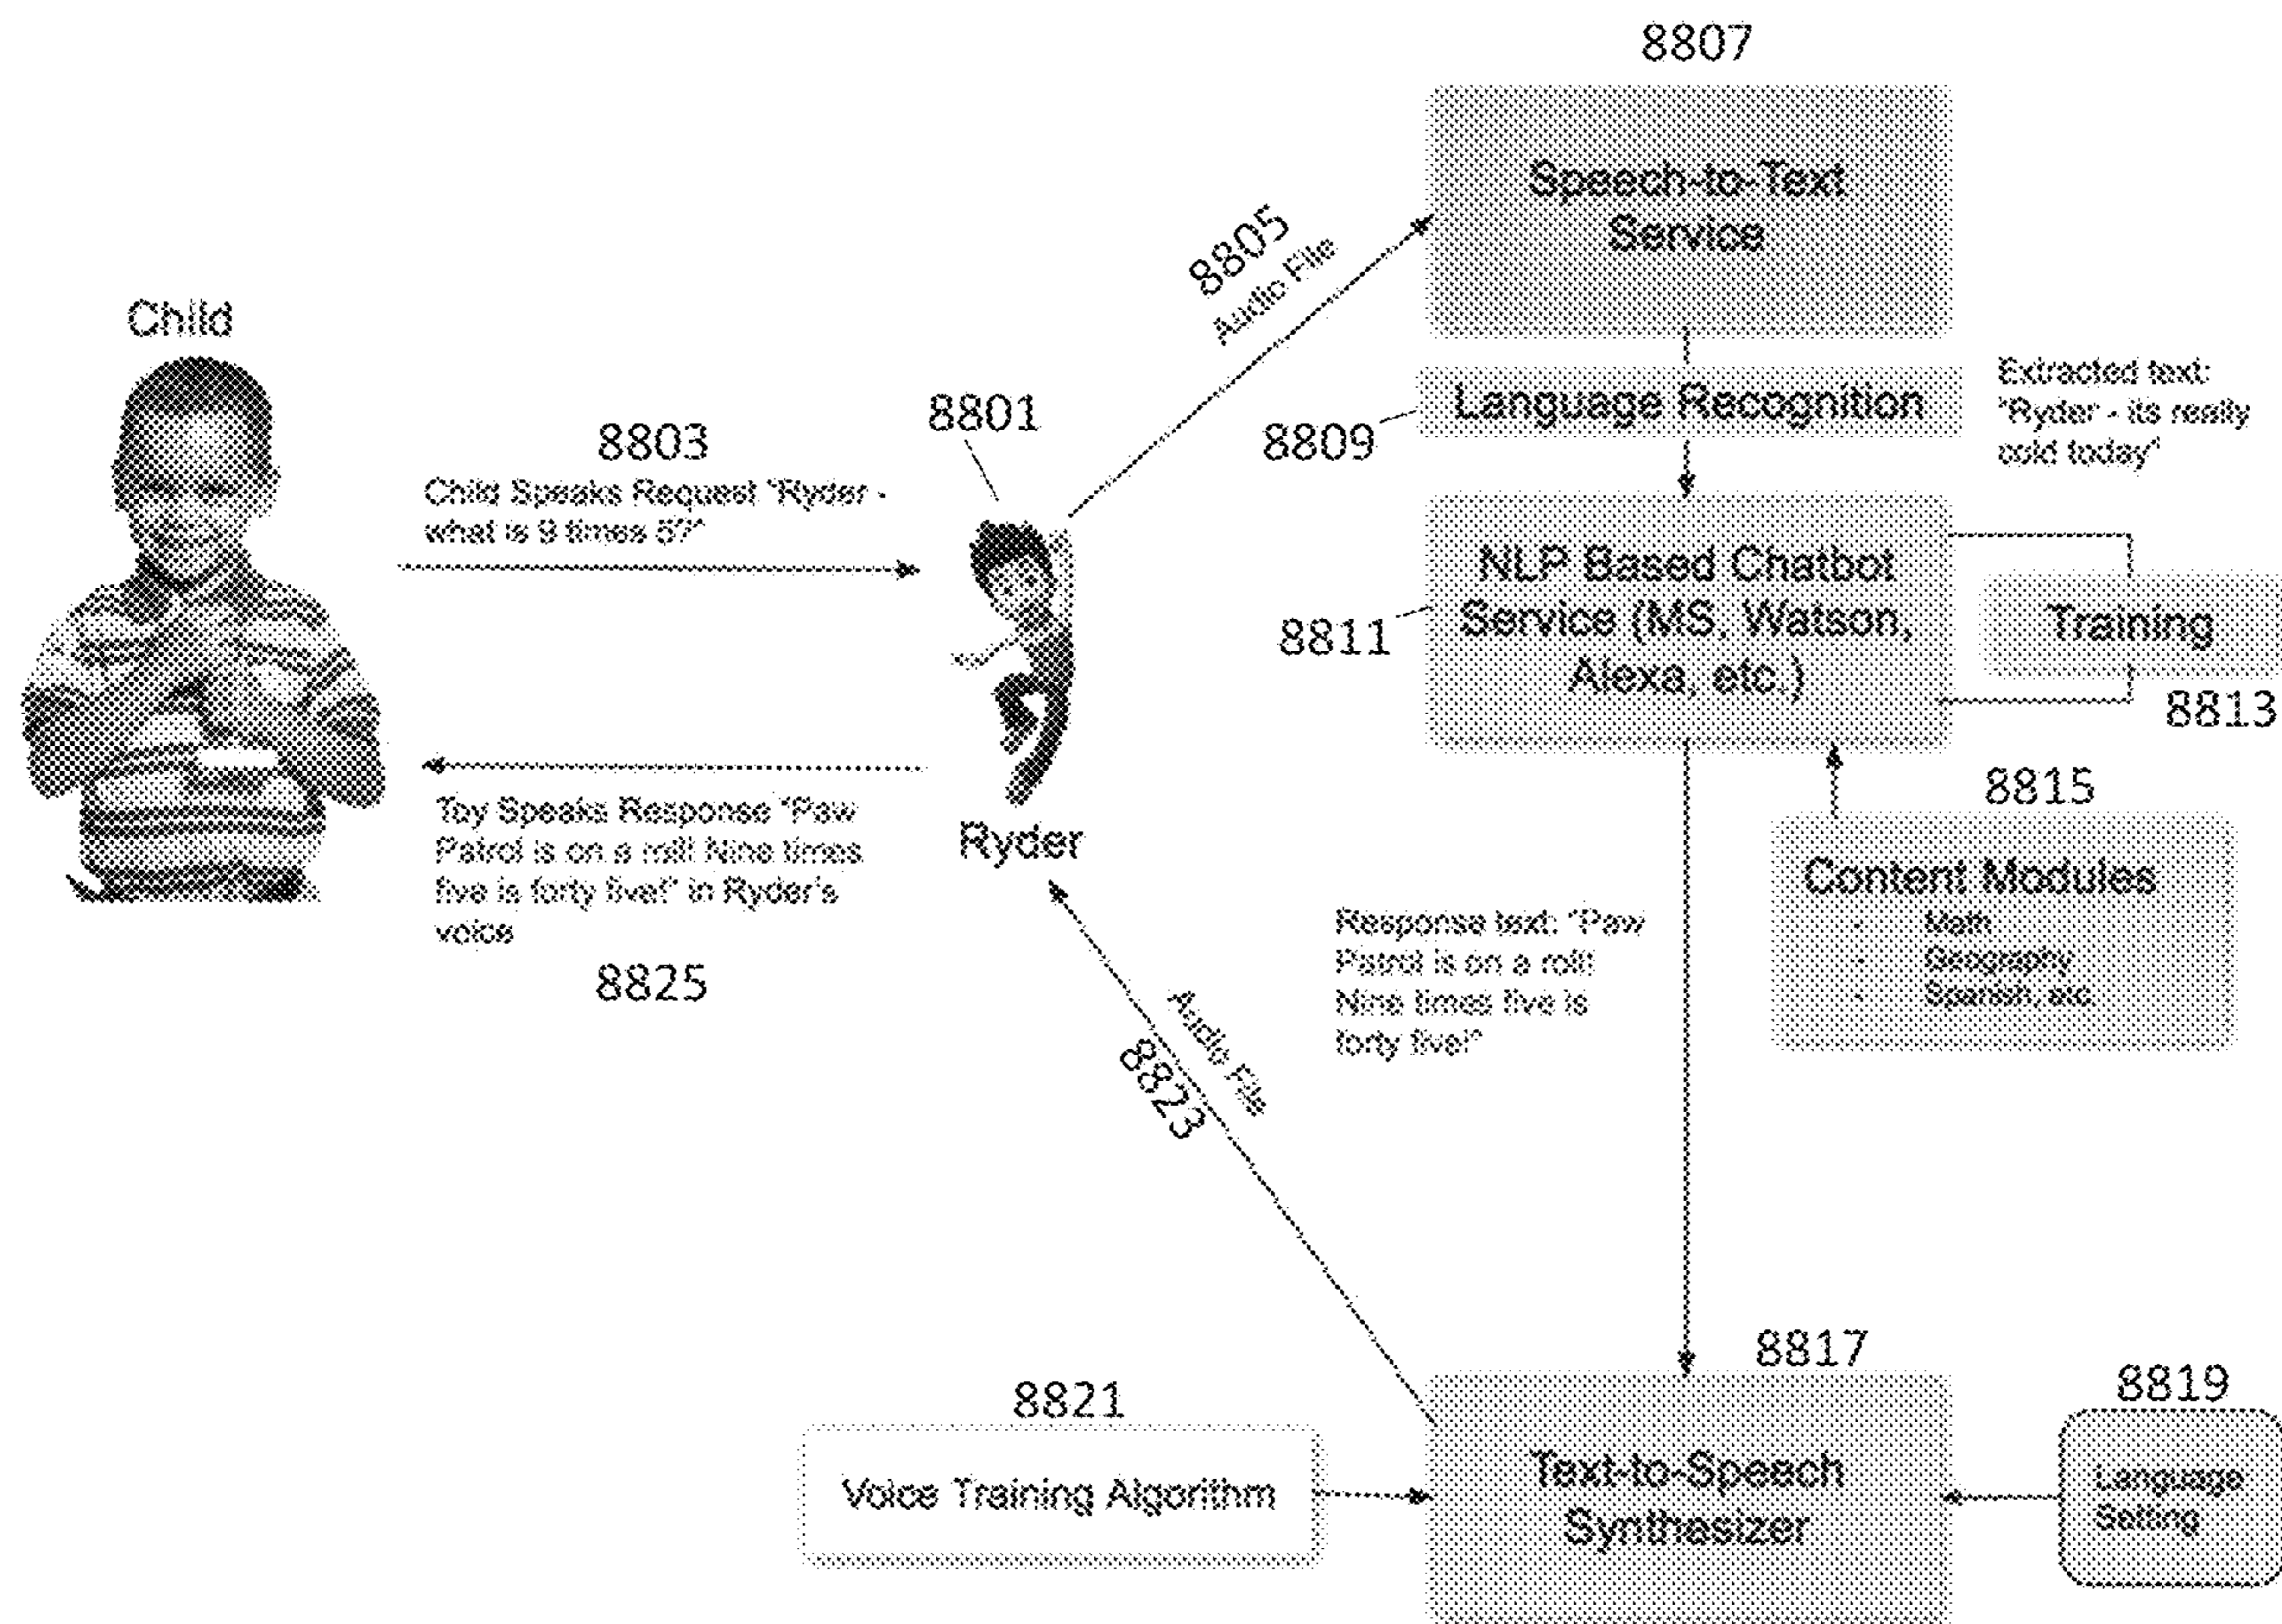 8807
Speech-to-Text
Service
8805
Audio File
Child
8803
Child Speaks Request "Ryder -
what is 9 times 5?"
8801
8809
Language Recognition
Extracted text:
"Ryder - its really
cold today"
NLP Based Chatbot
Service (MS, Watson,
Alexa, etc.)
8811
Training
8813
Toy Speaks Response "Paw
Patrol is on a roll! Nine times
five is forty five!" in Ryder's
voice
8825
Ryder
8815
Content Modules
· Math
· Geography
· Spanish, etc
Response text: "Paw
Patrol is on a roll!
Nine times five is
forty five!"
Audio File
8823
8817
Text-to-Speech
Synthesizer
8821
Voice Training Algorithm
8819
Language
Setting